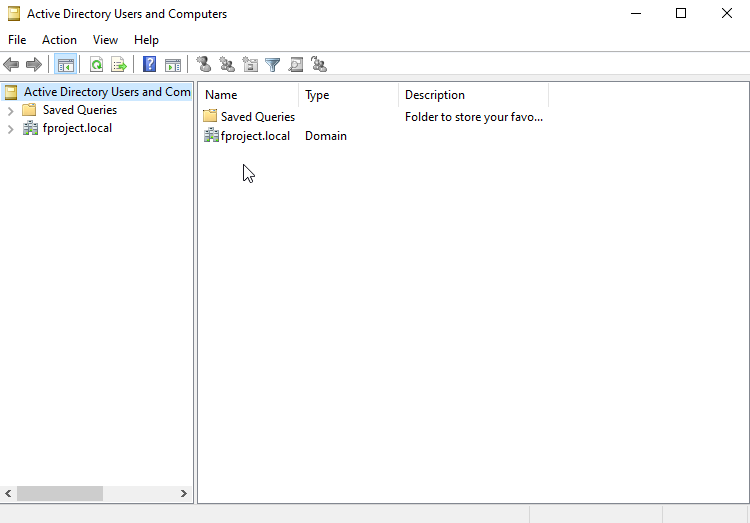 Active Directory Users and Computers
File Action View Help
Active Directory Users and Com
Saved Queries
fproject.local
Name Type Description
Saved Queries Folder to store your favo...
fproject.local Domain